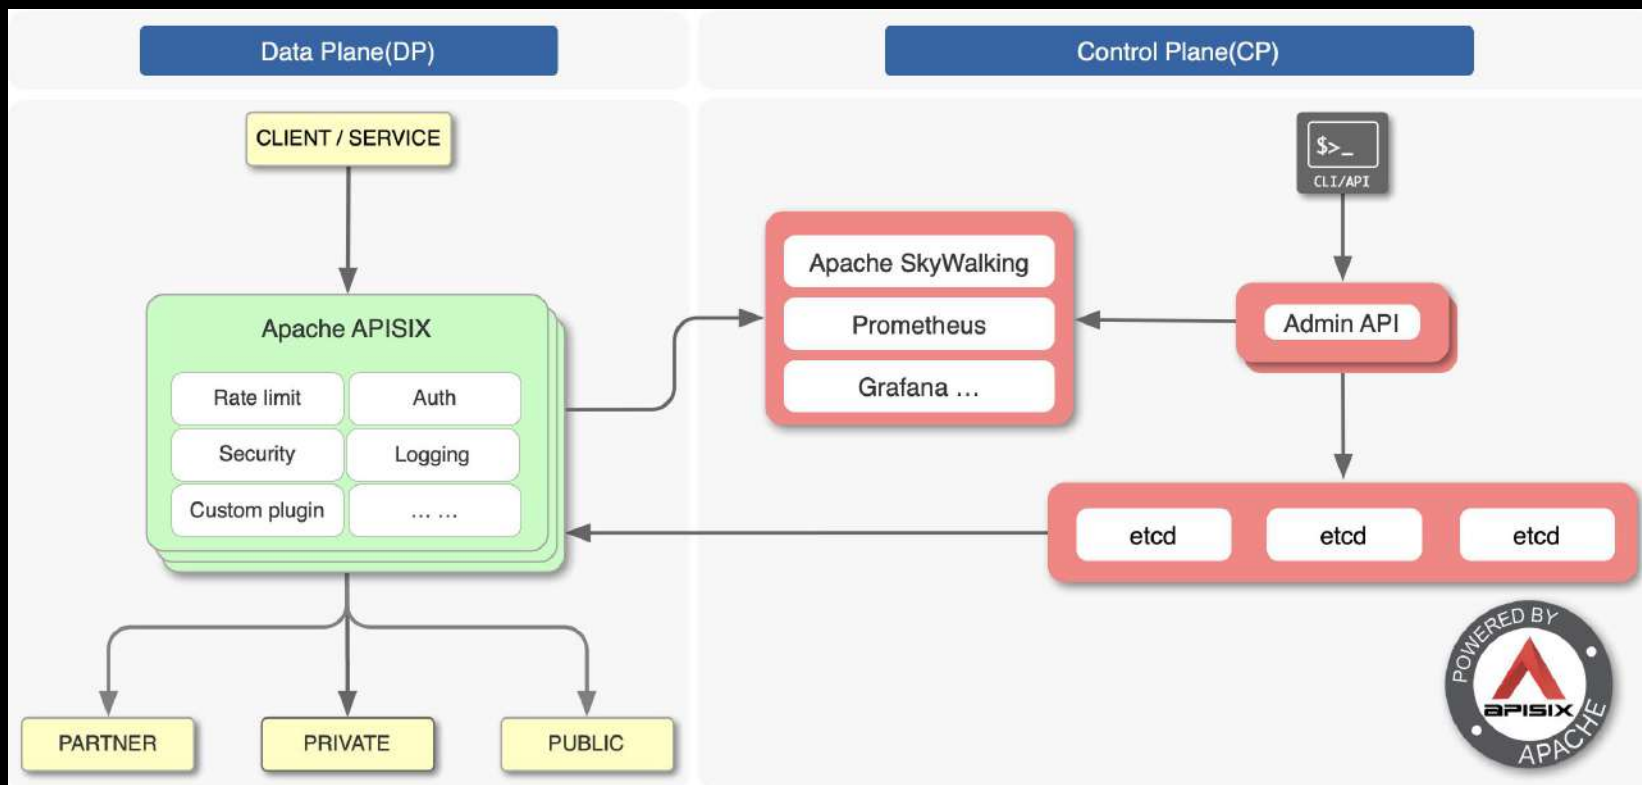 Data Plane(DP)
Control Plane(CP)
CLIENT / SERVICE
Apache APISIX
Rate limit
Auth
Security
Logging
Custom plugin
... ...
PARTNER
PRIVATE
PUBLIC
Apache SkyWalking
Prometheus
Grafana ...
$>_
CLI/API
Admin API
etcd
etcd
etcd
POWERED BY
APISIX
APACHE